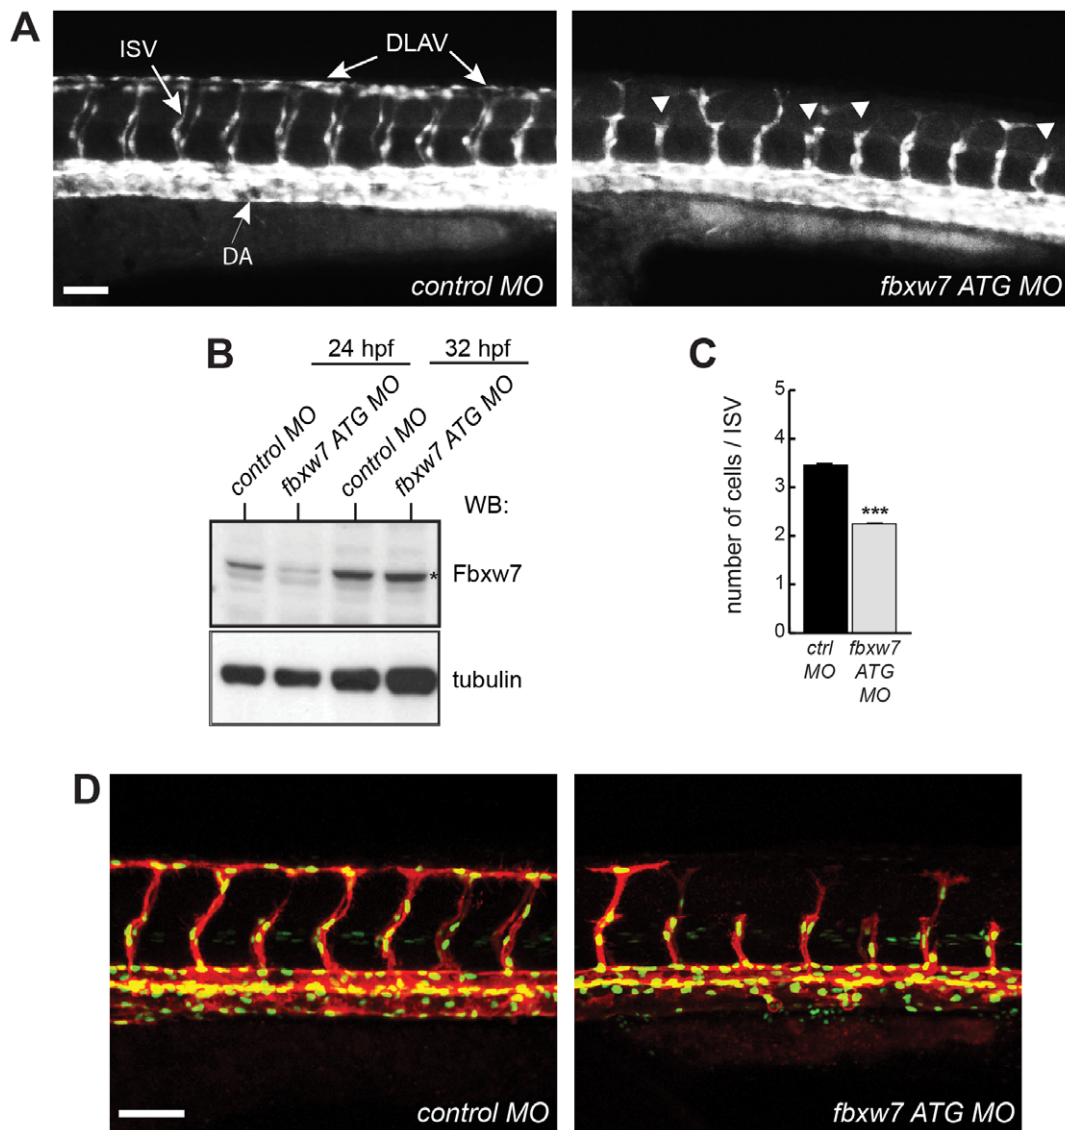 A
ISV
DLAV
DA
control MO
fbxw7 ATG MO
B
24 hpf
32 hpf
control MO
fbxw7 ATG MO
control MO
fbxw7 ATG MO
WB:
Fbxw7
*
tubulin
C
number of cells / ISV
5
4
3
2
1
0
***
ctrl
MO
fbxw7
ATG
MO
D
control MO
fbxw7 ATG MO